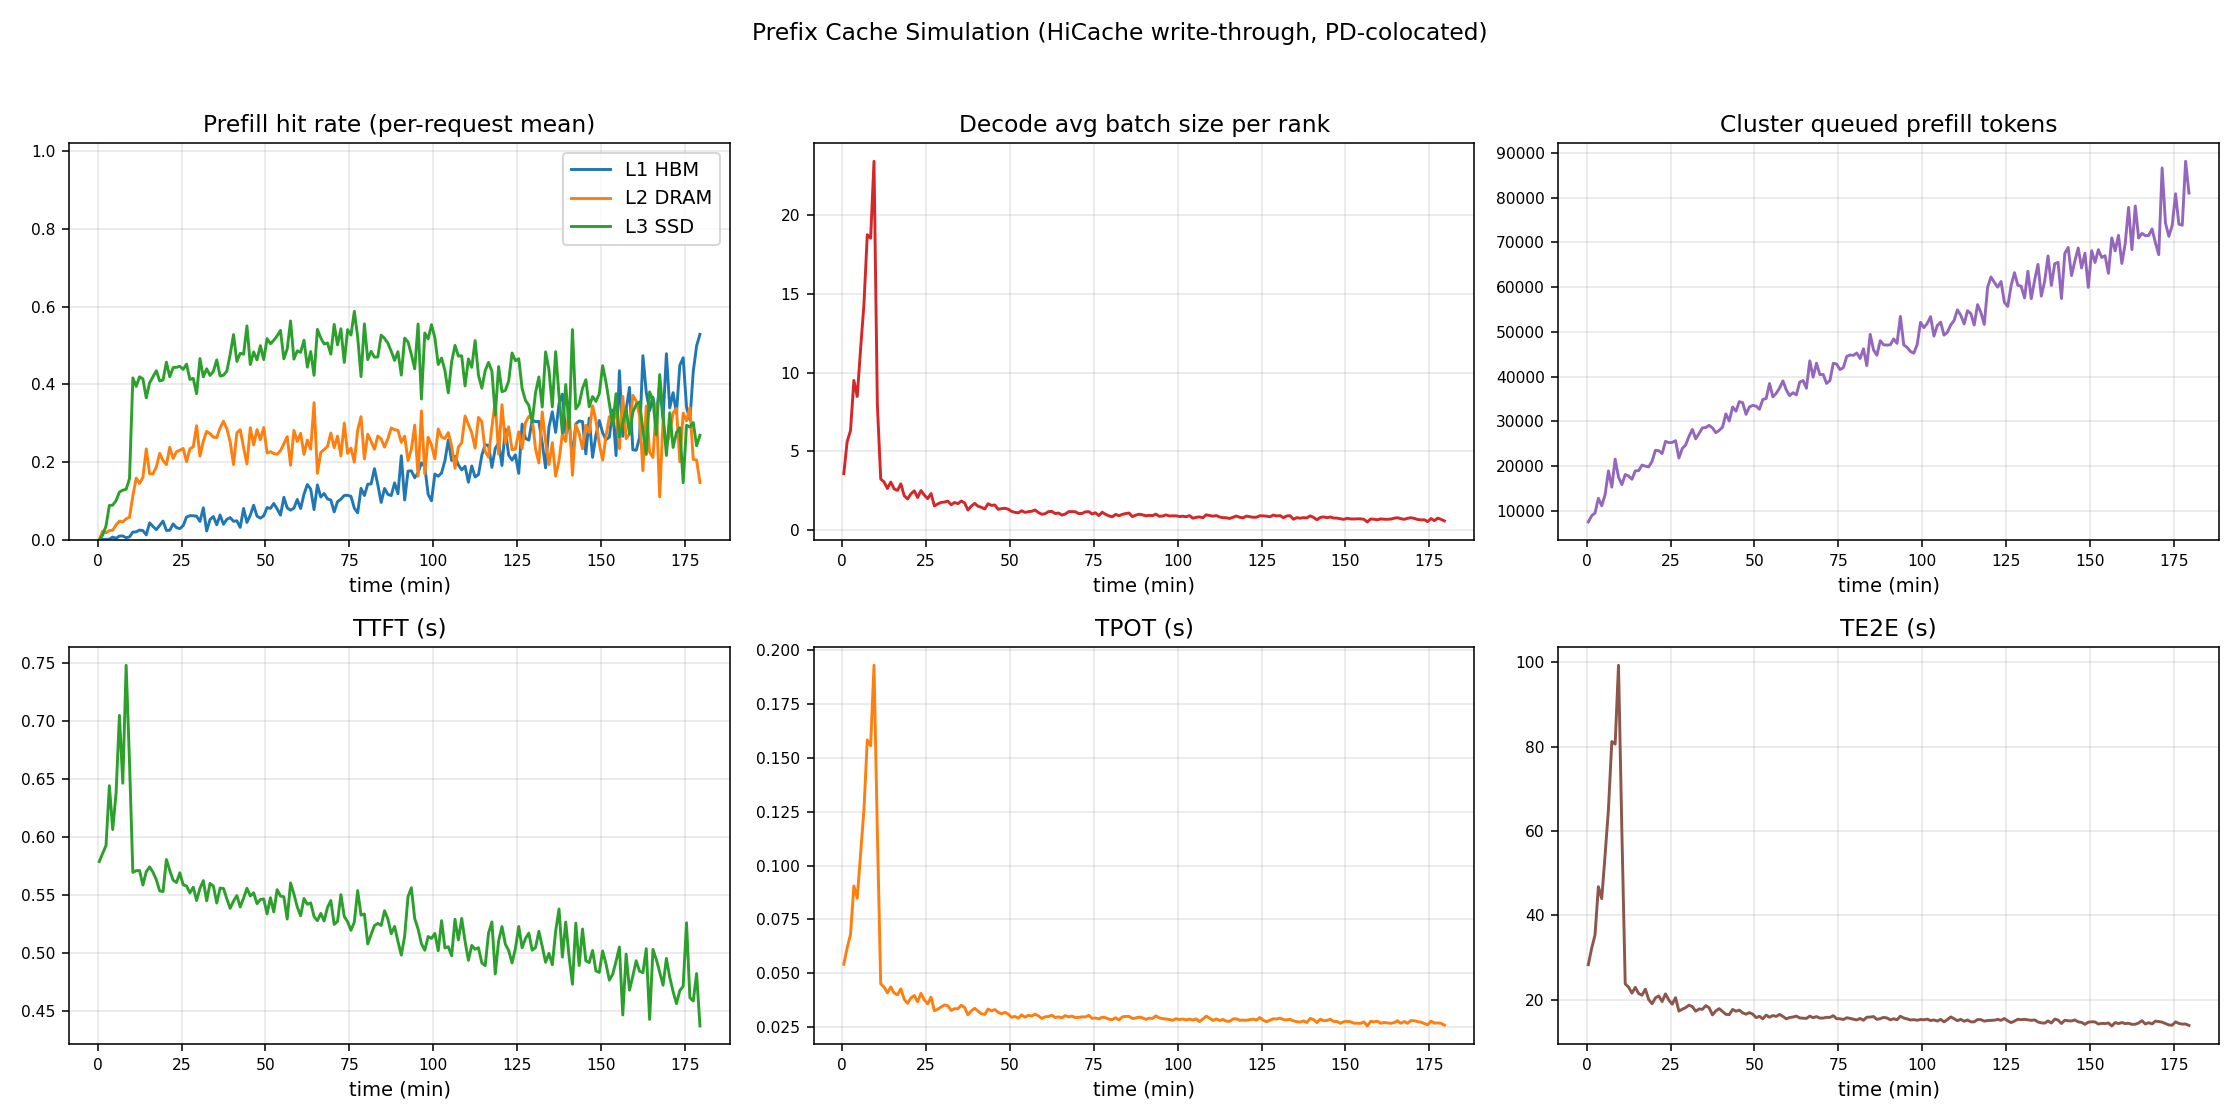 Prefix Cache Simulation (HiCache write-through, PD-colocated)
Prefill hit rate (per-request mean)
1.0
0.8
0.6
0.4
0.2
0.0
L1 HBM
L2 DRAM
L3 SSD
0 25 50 75 100 125 150 175
time (min)
Decode avg batch size per rank
20
15
10
5
0
0 25 50 75 100 125 150 175
time (min)
Cluster queued prefill tokens
90000
80000
70000
60000
50000
40000
30000
20000
10000
0 25 50 75 100 125 150 175
time (min)
TTFT (s)
0.75
0.70
0.65
0.60
0.55
0.50
0.45
0 25 50 75 100 125 150 175
time (min)
TPOT (s)
0.200
0.175
0.150
0.125
0.100
0.075
0.050
0.025
0 25 50 75 100 125 150 175
time (min)
TE2E (s)
100
80
60
40
20
0 25 50 75 100 125 150 175
time (min)